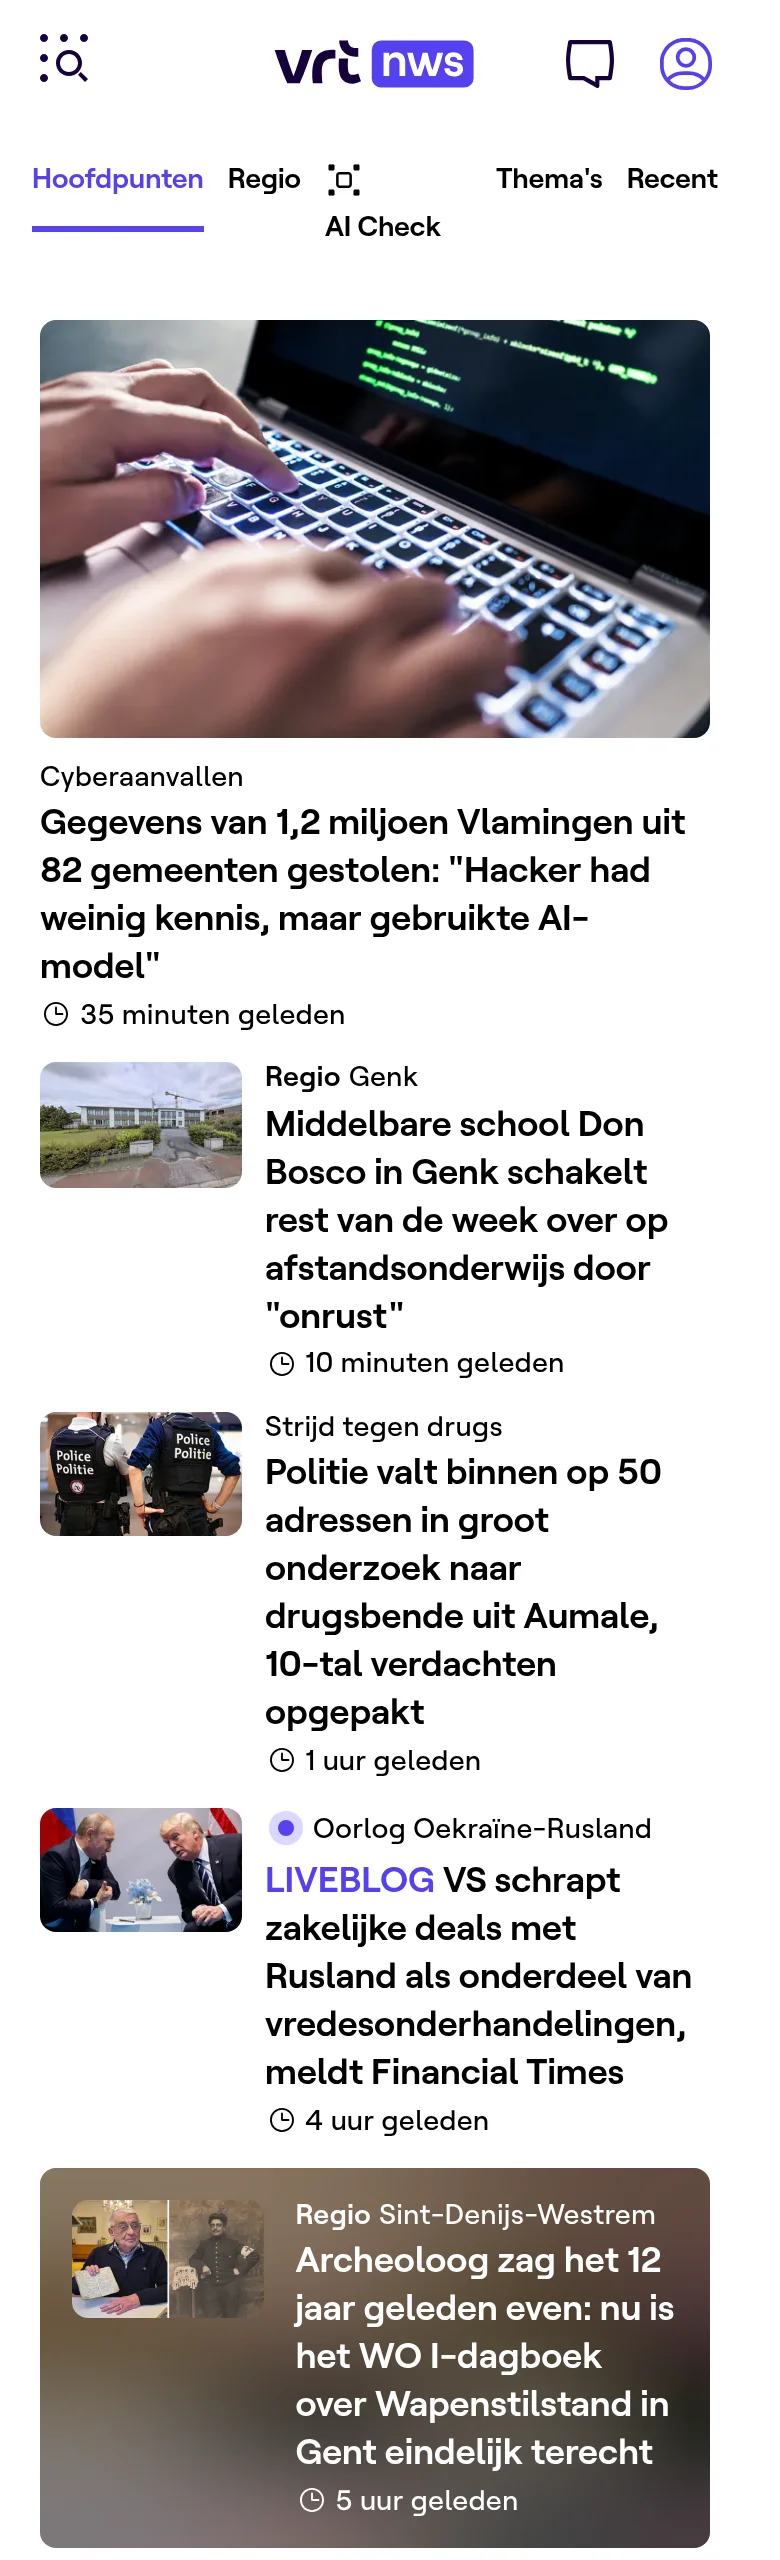 vrt nws
Hoofdpunten Regio AI Check Thema's Recent
Cyberaanvallen
Gegevens van 1,2 miljoen Vlamingen uit
82 gemeenten gestolen: "Hacker had
weinig kennis, maar gebruikte AI-
model"
35 minuten geleden
Regio Genk
Middelbare school Don
Bosco in Genk schakelt
rest van de week over op
afstandsonderwijs door
"onrust"
10 minuten geleden
Police
Politie
Police
Politie
Strijd tegen drugs
Politie valt binnen op 50
adressen in groot
onderzoek naar
drugsbende uit Aumale,
10-tal verdachten
opgepakt
1 uur geleden
Oorlog Oekraïne-Rusland
LIVEBLOG VS schrapt
zakelijke deals met
Rusland als onderdeel van
vredesonderhandelingen,
meldt Financial Times
4 uur geleden
Regio Sint-Denijs-Westrem
Archeoloog zag het 12
jaar geleden even: nu is
het WO I-dagboek
over Wapenstilstand in
Gent eindelijk terecht
5 uur geleden